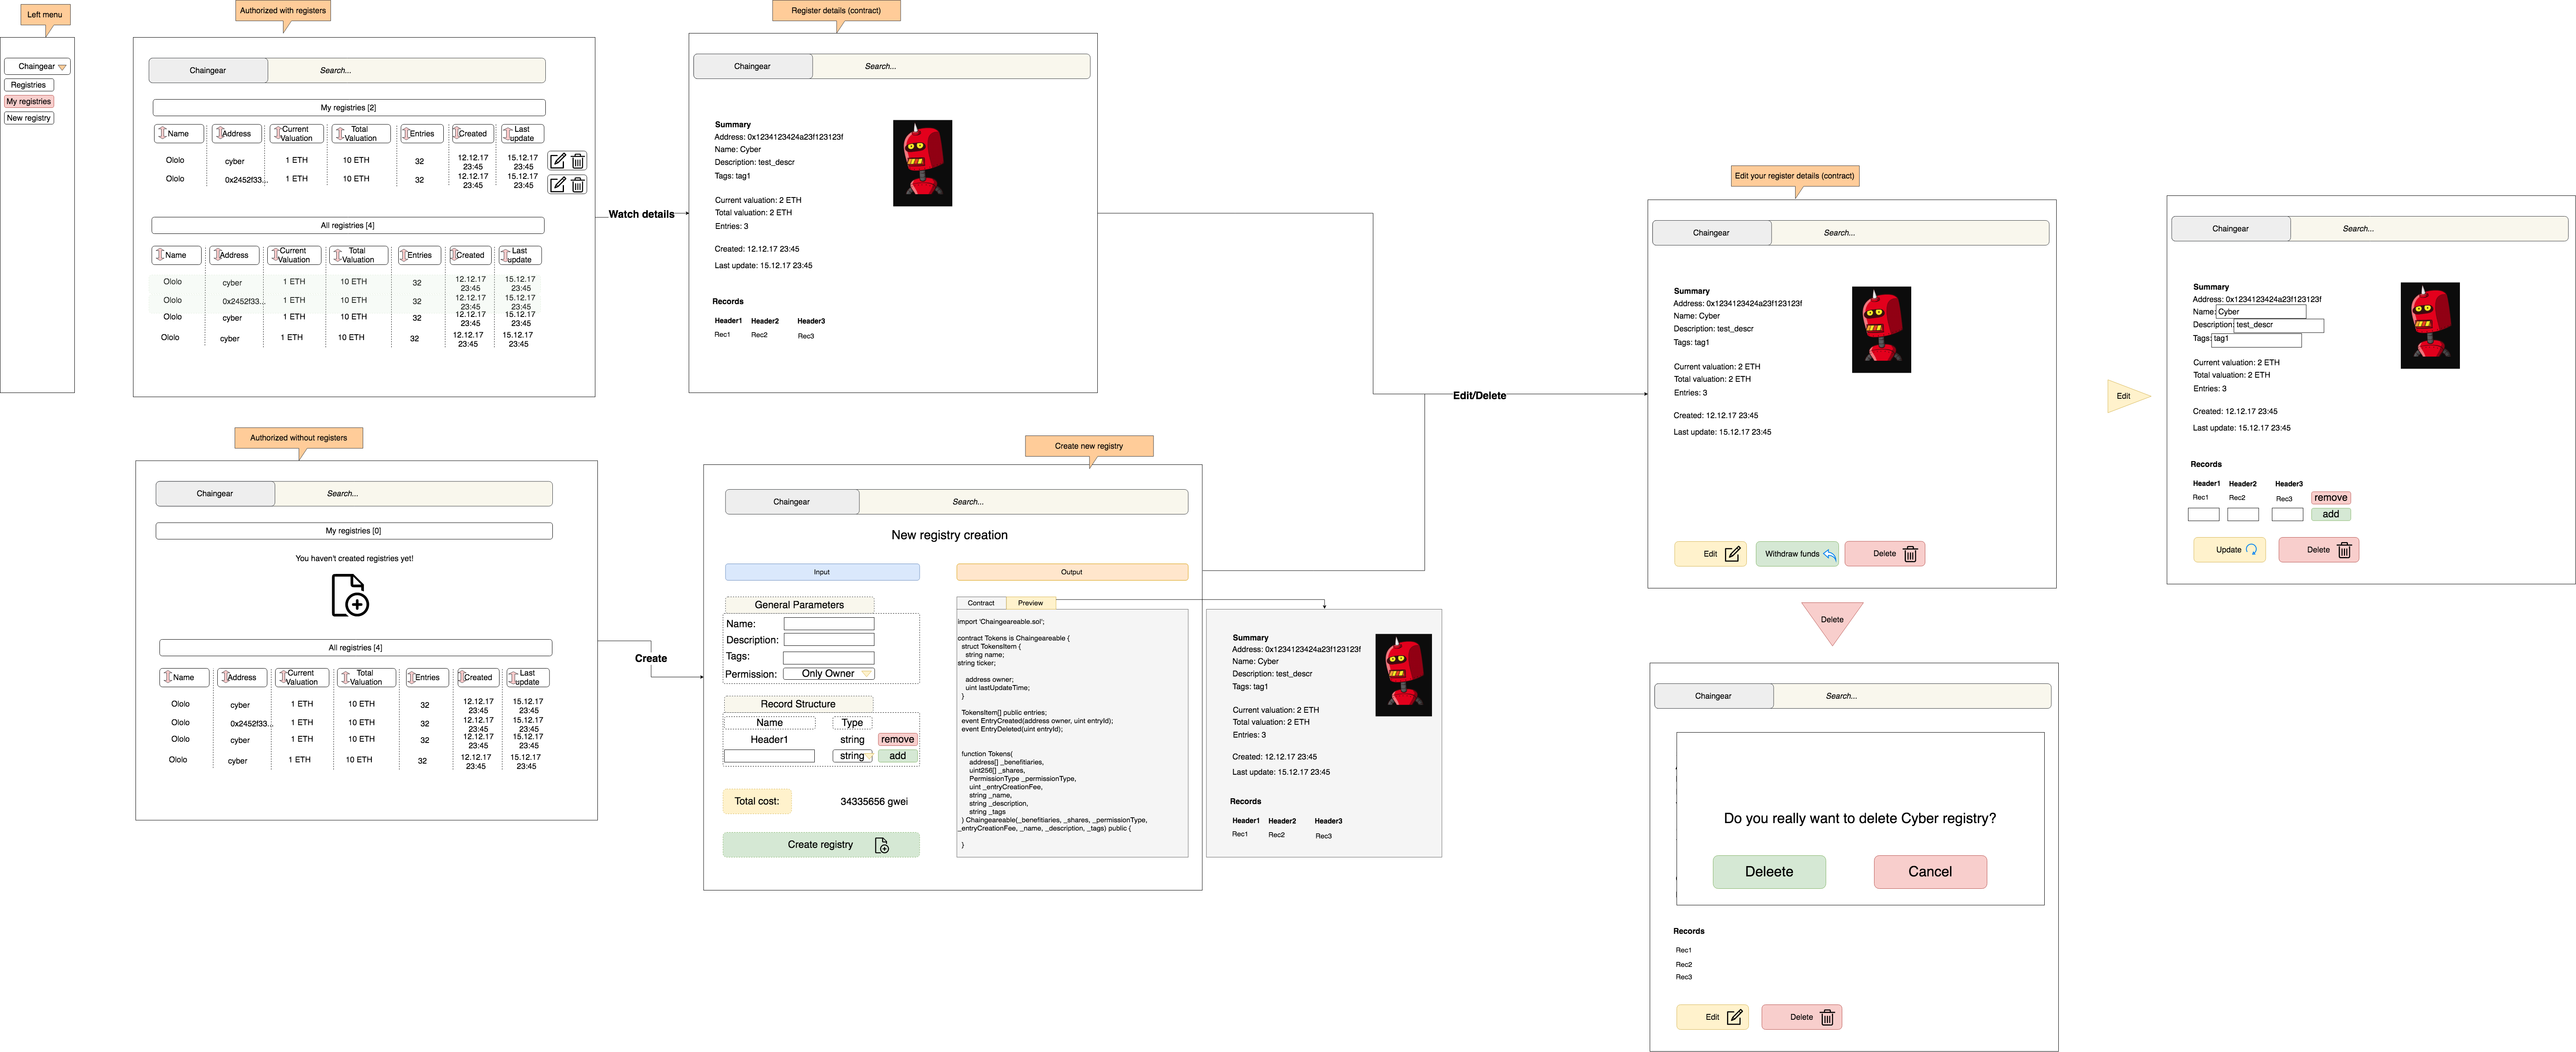 Left menu
Chaingear
Registries
My registries
New registry
Authorized with registers
Chaingear Search...
My registries [2]
Name Address Current Valuation Total Valuation Entries Created Last update
Ololo cyber 1 ETH 10 ETH 32 12.12.17 23:45 15.12.17 23:45
Ololo 0x2452f33... 1 ETH 10 ETH 32 12.12.17 23:45 15.12.17 23:45
All registries [4]
Name Address Current Valuation Total Valuation Entries Created Last update
Ololo cyber 1 ETH 10 ETH 32 12.12.17 23:45 15.12.17 23:45
Ololo 0x2452f33... 1 ETH 10 ETH 32 12.12.17 23:45 15.12.17 23:45
Ololo cyber 1 ETH 10 ETH 32 12.12.17 23:45 15.12.17 23:45
Ololo cyber 1 ETH 10 ETH 32 12.12.17 23:45 15.12.17 23:45
Watch details
Register details (contract)
Chaingear Search...
Summary
Address: 0x1234123424a23f123123f
Name: Cyber
Description: test_descr
Tags: tag1
Current valuation: 2 ETH
Total valuation: 2 ETH
Entries: 3
Created: 12.12.17 23:45
Last update: 15.12.17 23:45
Records
Header1 Header2 Header3
Rec1 Rec2 Rec3
Authorized without registers
Chaingear Search...
My registries [0]
You haven't created registries yet!
All registries [4]
Name Address Current Valuation Total Valuation Entries Created Last update
Ololo cyber 1 ETH 10 ETH 32 12.12.17 23:45 15.12.17 23:45
Ololo 0x2452f33... 1 ETH 10 ETH 32 12.12.17 23:45 15.12.17 23:45
Ololo cyber 1 ETH 10 ETH 32 12.12.17 23:45 15.12.17 23:45
Ololo cyber 1 ETH 10 ETH 32 12.12.17 23:45 15.12.17 23:45
Create
Create new registry
Chaingear Search...
New registry creation
Input
General Parameters
Name:
Description:
Tags:
Permission: Only Owner
Record Structure
Name Type
Header1 string remove
string add
Total cost: 34335656 gwei
Create registry
Output
Contract Preview
import 'Chaingeareable.sol';
contract Tokens is Chaingeareable {
struct TokensItem {
string name;
string ticker;
address owner;
uint lastUpdateTime;
}
TokensItem[] public entries;
event EntryCreated(address owner, uint entryId);
event EntryDeleted(uint entryId);
function Tokens(
address[] _benefitiaries,
uint256[] _shares,
PermissionType _permissionType,
uint _entryCreationFee,
string _name,
string _description,
string _tags
) Chaingeareable(_benefitiaries, _shares, _permissionType,
_entryCreationFee, _name, _description, _tags) public {
}
Summary
Address: 0x1234123424a23f123123f
Name: Cyber
Description: test_descr
Tags: tag1
Current valuation: 2 ETH
Total valuation: 2 ETH
Entries: 3
Created: 12.12.17 23:45
Last update: 15.12.17 23:45
Records
Header1 Header2 Header3
Rec1 Rec2 Rec3
Edit/Delete
Edit your register details (contract)
Chaingear Search...
Summary
Address: 0x1234123424a23f123123f
Name: Cyber
Description: test_descr
Tags: tag1
Current valuation: 2 ETH
Total valuation: 2 ETH
Entries: 3
Created: 12.12.17 23:45
Last update: 15.12.17 23:45
Edit Withdraw funds Delete
Edit
Chaingear Search...
Summary
Address: 0x1234123424a23f123123f
Name: Cyber
Description: test_descr
Tags: tag1
Current valuation: 2 ETH
Total valuation: 2 ETH
Entries: 3
Created: 12.12.17 23:45
Last update: 15.12.17 23:45
Records
Header1 Header2 Header3
Rec1 Rec2 Rec3 remove
add
Update Delete
Delete
Chaingear Search...
Do you really want to delete Cyber registry?
Deleete Cancel
Records
Rec1
Rec2
Rec3
Edit Delete